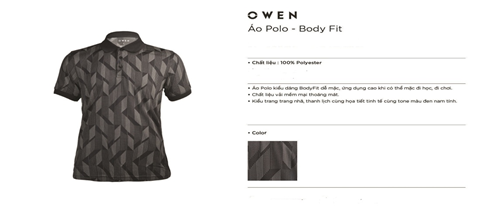 OWEN
Áo Polo - Body Fit
• Chất liệu : 100% Polyester
• Áo Polo kiểu dáng BodyFit dễ mặc, ứng dụng cao khi có thể mặc đi học, đi chơi.
• Chất liệu vải mềm mại thoáng mát.
• Kiểu trang trang nhã, thanh lịch cùng họa tiết tinh tế cùng tone màu đen nam tính.
• Color